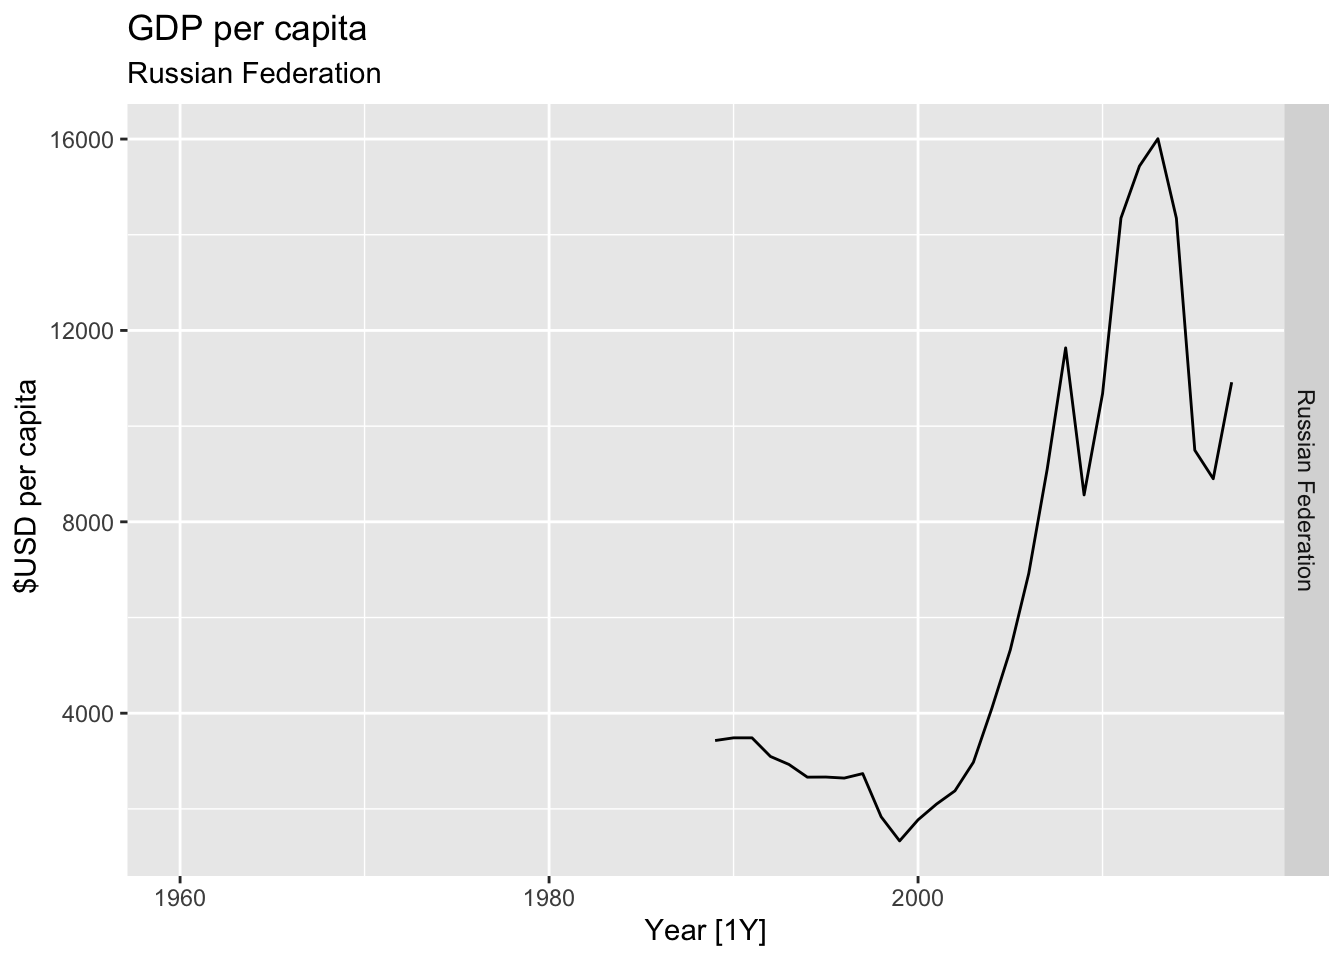 GDP per capita
Russian Federation
16000
12000
8000
4000
$USD per capita
Russian Federation
1960
1980
2000
Year [1Y]